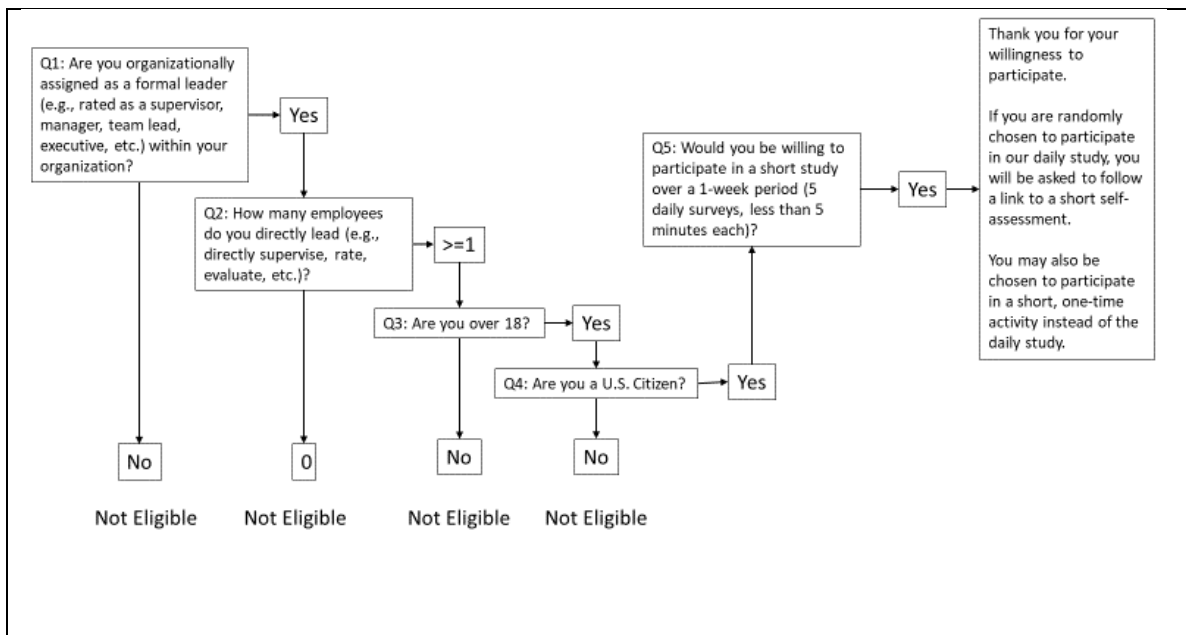 Q1: Are you organizationally
assigned as a formal leader
(e.g., rated as a supervisor,
manager, team lead,
executive, etc.) within your
organization?
Yes
Q2: How many employees
do you directly lead (e.g.,
directly supervise, rate,
evaluate, etc.)?
>=1
Q3: Are you over 18?
Yes
Q4: Are you a U.S. Citizen?
Yes
Q5: Would you be willing to
participate in a short study
over a 1-week period (5
daily surveys, less than 5
minutes each)?
Yes
Thank you for your
willingness to
participate.
If you are randomly
chosen to participate
in our daily study, you
will be asked to follow
a link to a short self-
assessment.
You may also be
chosen to participate
in a short, one-time
activity instead of the
daily study.
No
0
No
No
Not Eligible
Not Eligible
Not Eligible
Not Eligible